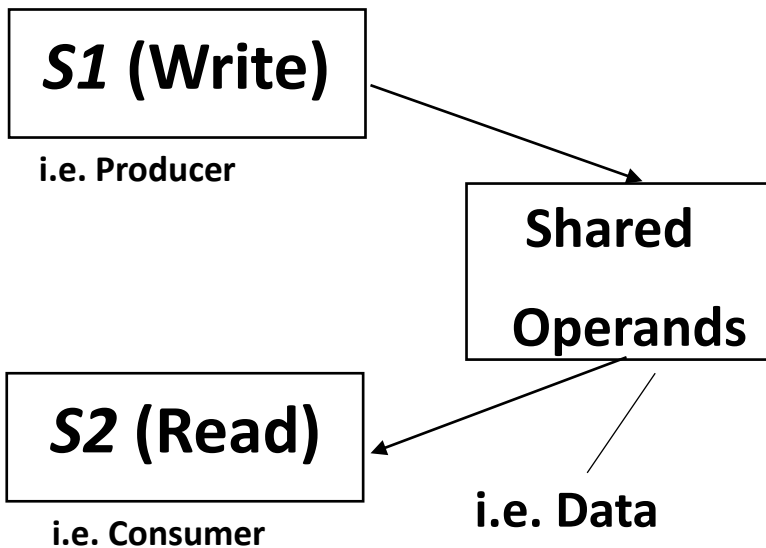 S1 (Write)
i.e. Producer
Shared
Operands
S2 (Read)
i.e. Data
i.e. Consumer